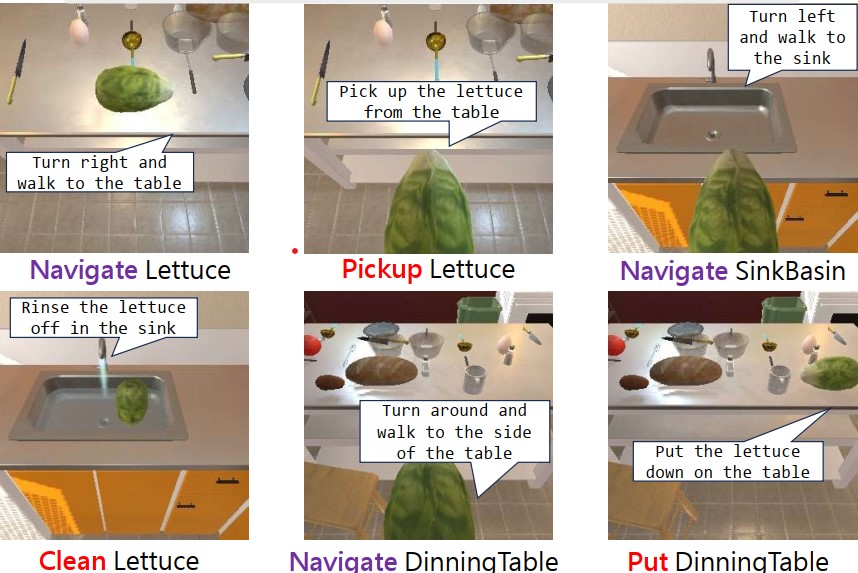 Turn right and
walk to the table
Navigate Lettuce
Pick up the lettuce
from the table
Pickup Lettuce
Turn left
and walk to
the sink
Navigate SinkBasin
Rinse the lettuce
off in the sink
Clean Lettuce
Turn around and
walk to the side
of the table
Navigate DinningTable
Put the lettuce
down on the table
Put DinningTable